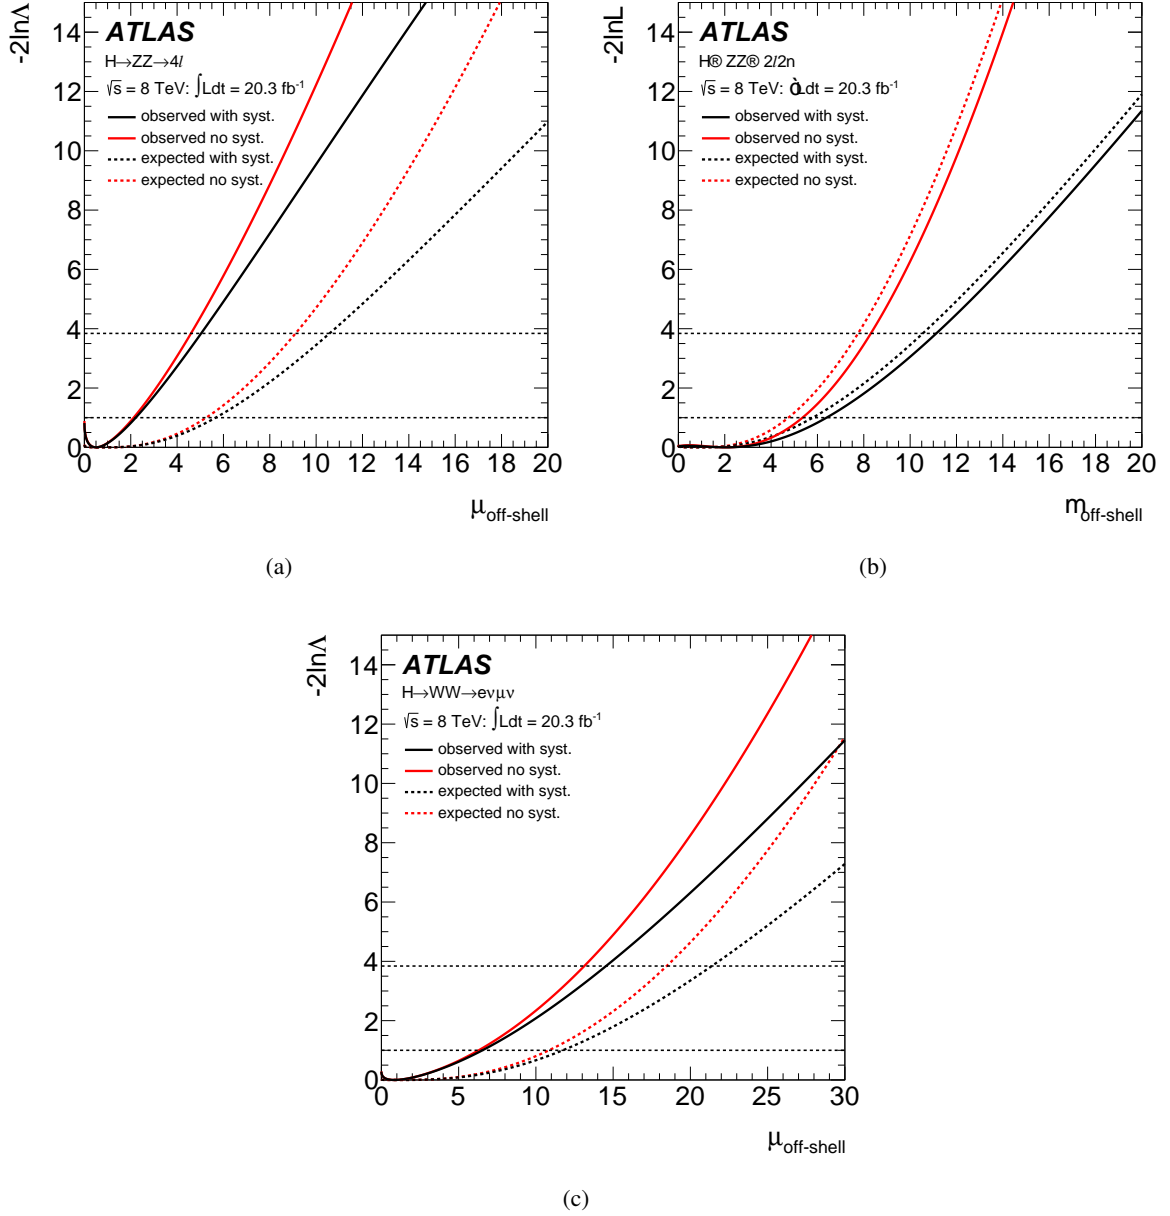 -2lnΛ
14
12
10
8
6
4
2
0
ATLAS
H→ZZ→4l
√s = 8 TeV: ∫Ldt = 20.3 fb-1
observed with syst.
observed no syst.
expected with syst.
expected no syst.
0 2 4 6 8 10 12 14 16 18 20
μoff-shell
(a)
-2lnL
14
12
10
8
6
4
2
0
ATLAS
H® ZZ® 2l2n
√s = 8 TeV: òLdt = 20.3 fb-1
observed with syst.
observed no syst.
expected with syst.
expected no syst.
0 2 4 6 8 10 12 14 16 18 20
moff-shell
(b)
-2lnΛ
14
12
10
8
6
4
2
0
ATLAS
H→WW→eνμν
√s = 8 TeV: ∫Ldt = 20.3 fb-1
observed with syst.
observed no syst.
expected with syst.
expected no syst.
0 5 10 15 20 25 30
μoff-shell
(c)